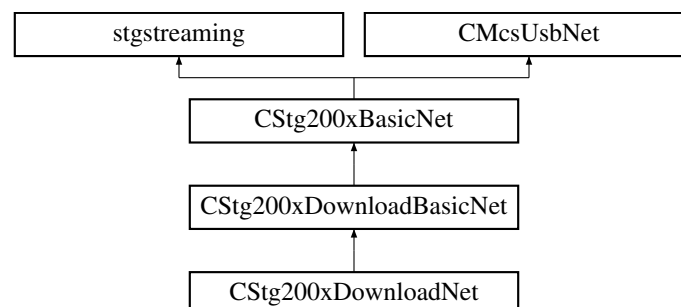 stgstreaming
CMcsUsbNet
CStg200xBasicNet
CStg200xDownloadBasicNet
CStg200xDownloadNet